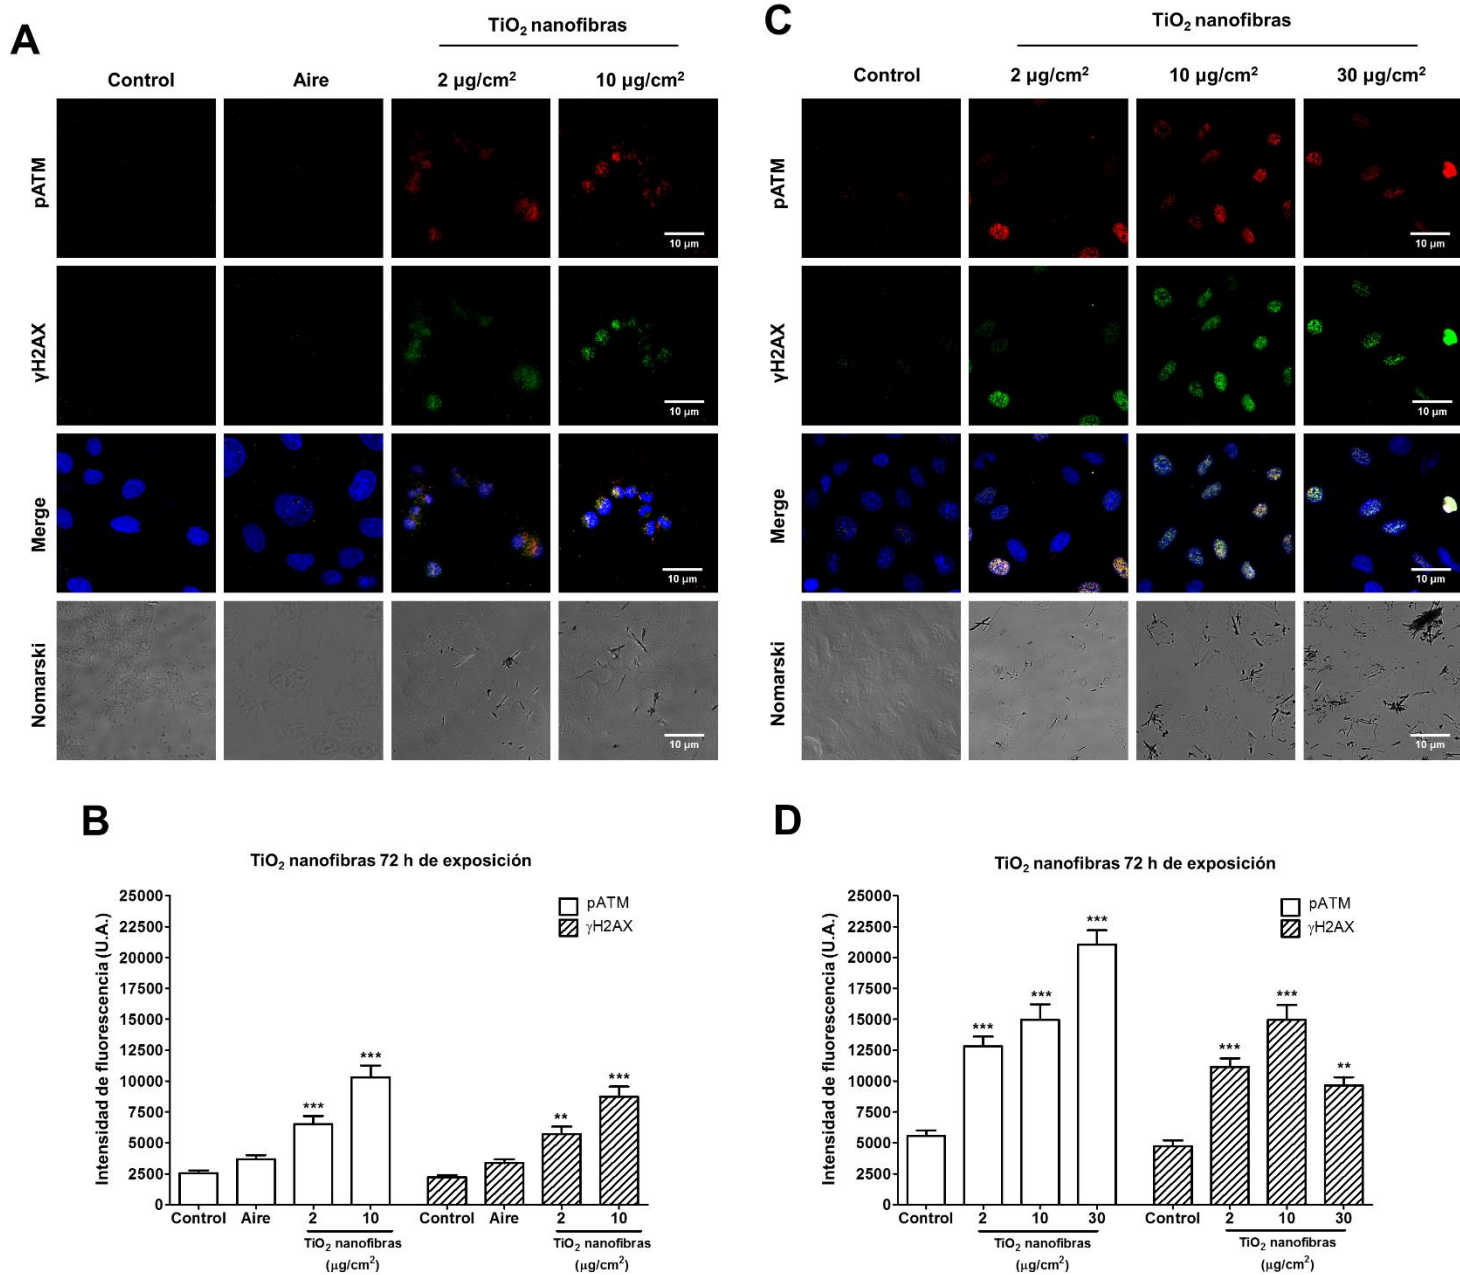 A
TiO₂ nanofibras
Control
Aire
2 µg/cm²
10 µg/cm²
pATM
10 µm
γH2AX
10 µm
Merge
10 µm
Nomarski
10 µm
C
TiO₂ nanofibras
Control
2 µg/cm²
10 µg/cm²
30 µg/cm²
pATM
10 µm
γH2AX
10 µm
Merge
10 µm
Nomarski
10 µm
B
TiO₂ nanofibras 72 h de exposición
Intensidad de fluorescencia (U.A.)
25000
22500
20000
17500
15000
12500
10000
7500
5000
2500
0
pATM
γH2AX
***
***
**
***
Control
Aire
2
10
Control
Aire
2
10
TiO₂ nanofibras
(µg/cm²)
TiO₂ nanofibras
(µg/cm²)
D
TiO₂ nanofibras 72 h de exposición
Intensidad de fluorescencia (U.A.)
25000
22500
20000
17500
15000
12500
10000
7500
5000
2500
0
pATM
γH2AX
***
***
***
***
***
**
Control
2
10
30
Control
2
10
30
TiO₂ nanofibras
(µg/cm²)
TiO₂ nanofibras
(µg/cm²)